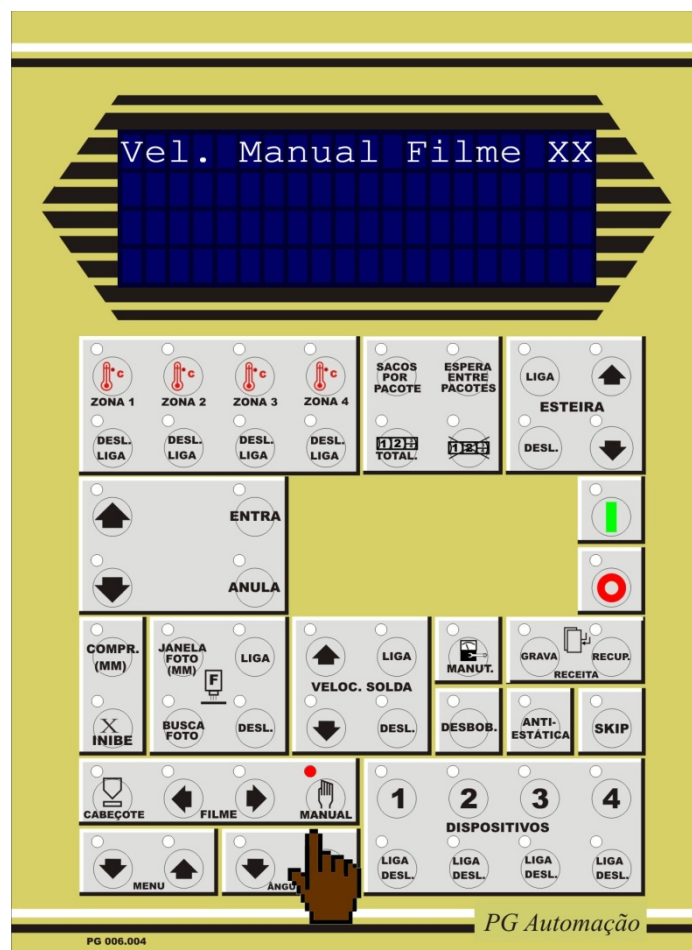 Vel. Manual Filme XX
°C °C °C °C
ZONA 1 ZONA 2 ZONA 3 ZONA 4
DESL. LIGA
DESL. LIGA
DESL. LIGA
DESL. LIGA
SACOS POR PACOTE
ESPERA ENTRE PACOTES
TOTAL.
LIGA
ESTEIRA
DESL.
ENTRA
ANULA
COMPR. (MM)
X
INIBE
JANELA FOTO (MM)
LIGA
F
BUSCA FOTO
DESL.
LIGA
VELOC. SOLDA
DESL.
MANUT.
GRAVA RECUP.
RECEITA
DESBOB.
ANTI-ESTÁTICA
SKIP
CABEÇOTE
FILME
MANUAL
MENU
1 2 3 4
DISPOSITIVOS
LIGA DESL.
LIGA DESL.
LIGA DESL.
LIGA DESL.
PG Automação
PG 006.004